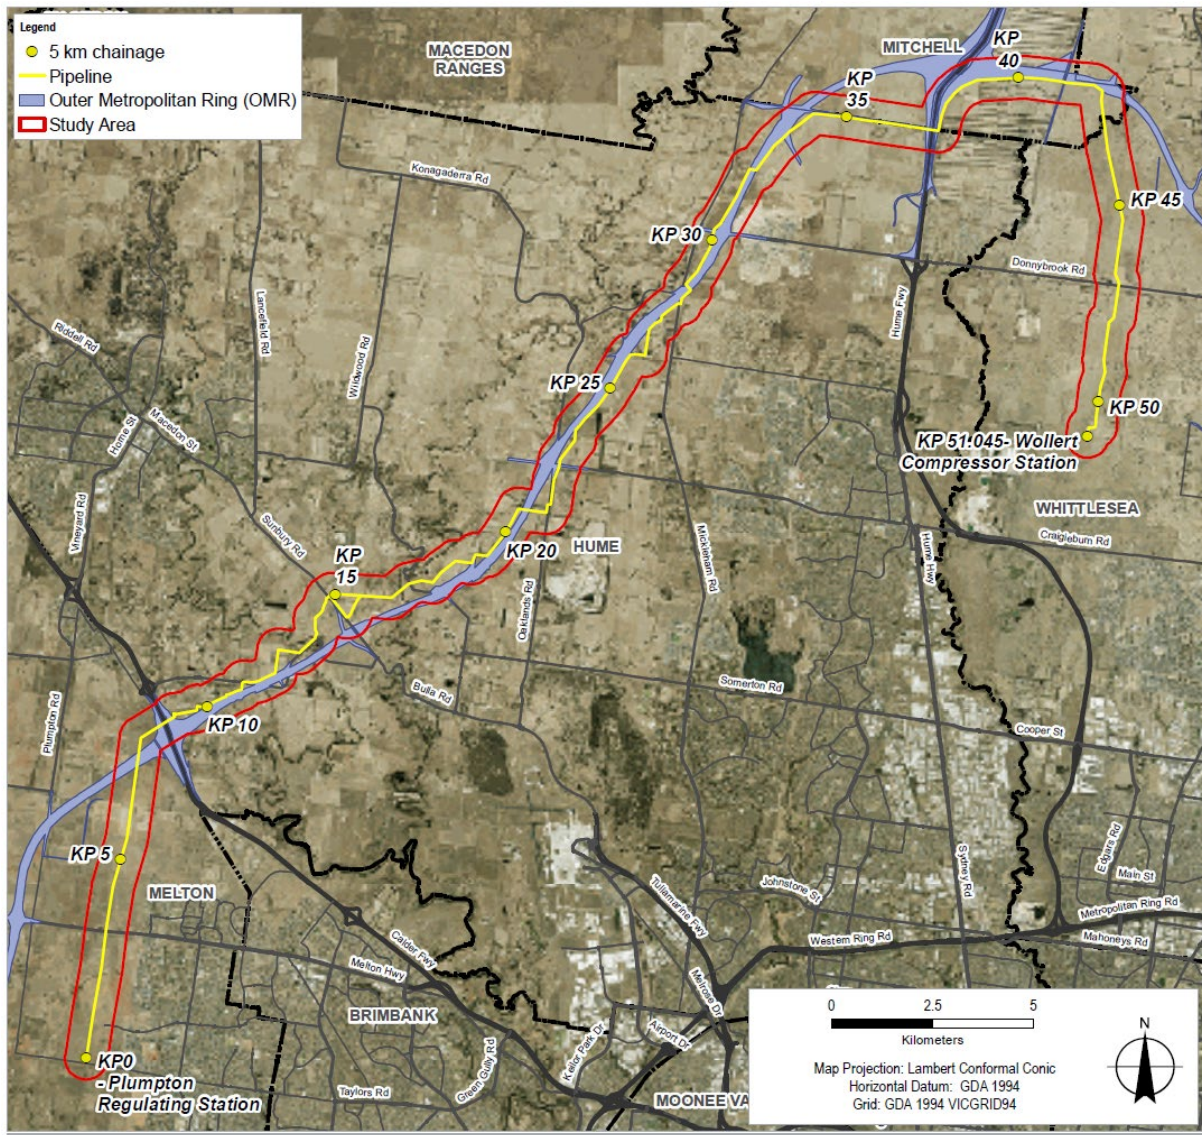 Legend
5 km chainage
Pipeline
Outer Metropolitan Ring (OMR)
Study Area
MACEDON
RANGES
MITCHELL
KP
40
KP
35
Konagaderra Rd
KP 45
KP 30
Donnybrook Rd
Lancefield Rd
Wildwood Rd
Hume Fwy
Riddell Rd
KP 25
Macedon St
Horne St
KP 50
KP 51.045- Wollert
Compressor Station
Vineyard Rd
WHITTLESEA
Sunbury Rd
Craigieburn Rd
KP 20
HUME
Mickleham Rd
Hume Hwy
KP
15
Oaklands Rd
Somerton Rd
Bulla Rd
Plumpton Rd
KP 10
Cooper St
KP 5
Edgars Rd
Sydney Rd
Main St
MELTON
Johnstone St
Tullamarine Fwy
Metropolitan Ring Rd
Western Ring Rd
Mahoneys Rd
Calder Fwy
Melton Hwy
Melrose Dr
BRIMBANK
Airport Dr
Keilor Park Dr
Green Gully Rd
KP0
- Plumpton
Regulating Station
Taylors Rd
MOONEE VA
0 2.5 5
Kilometers
N
Map Projection: Lambert Conformal Conic
Horizontal Datum: GDA 1994
Grid: GDA 1994 VICGRID94